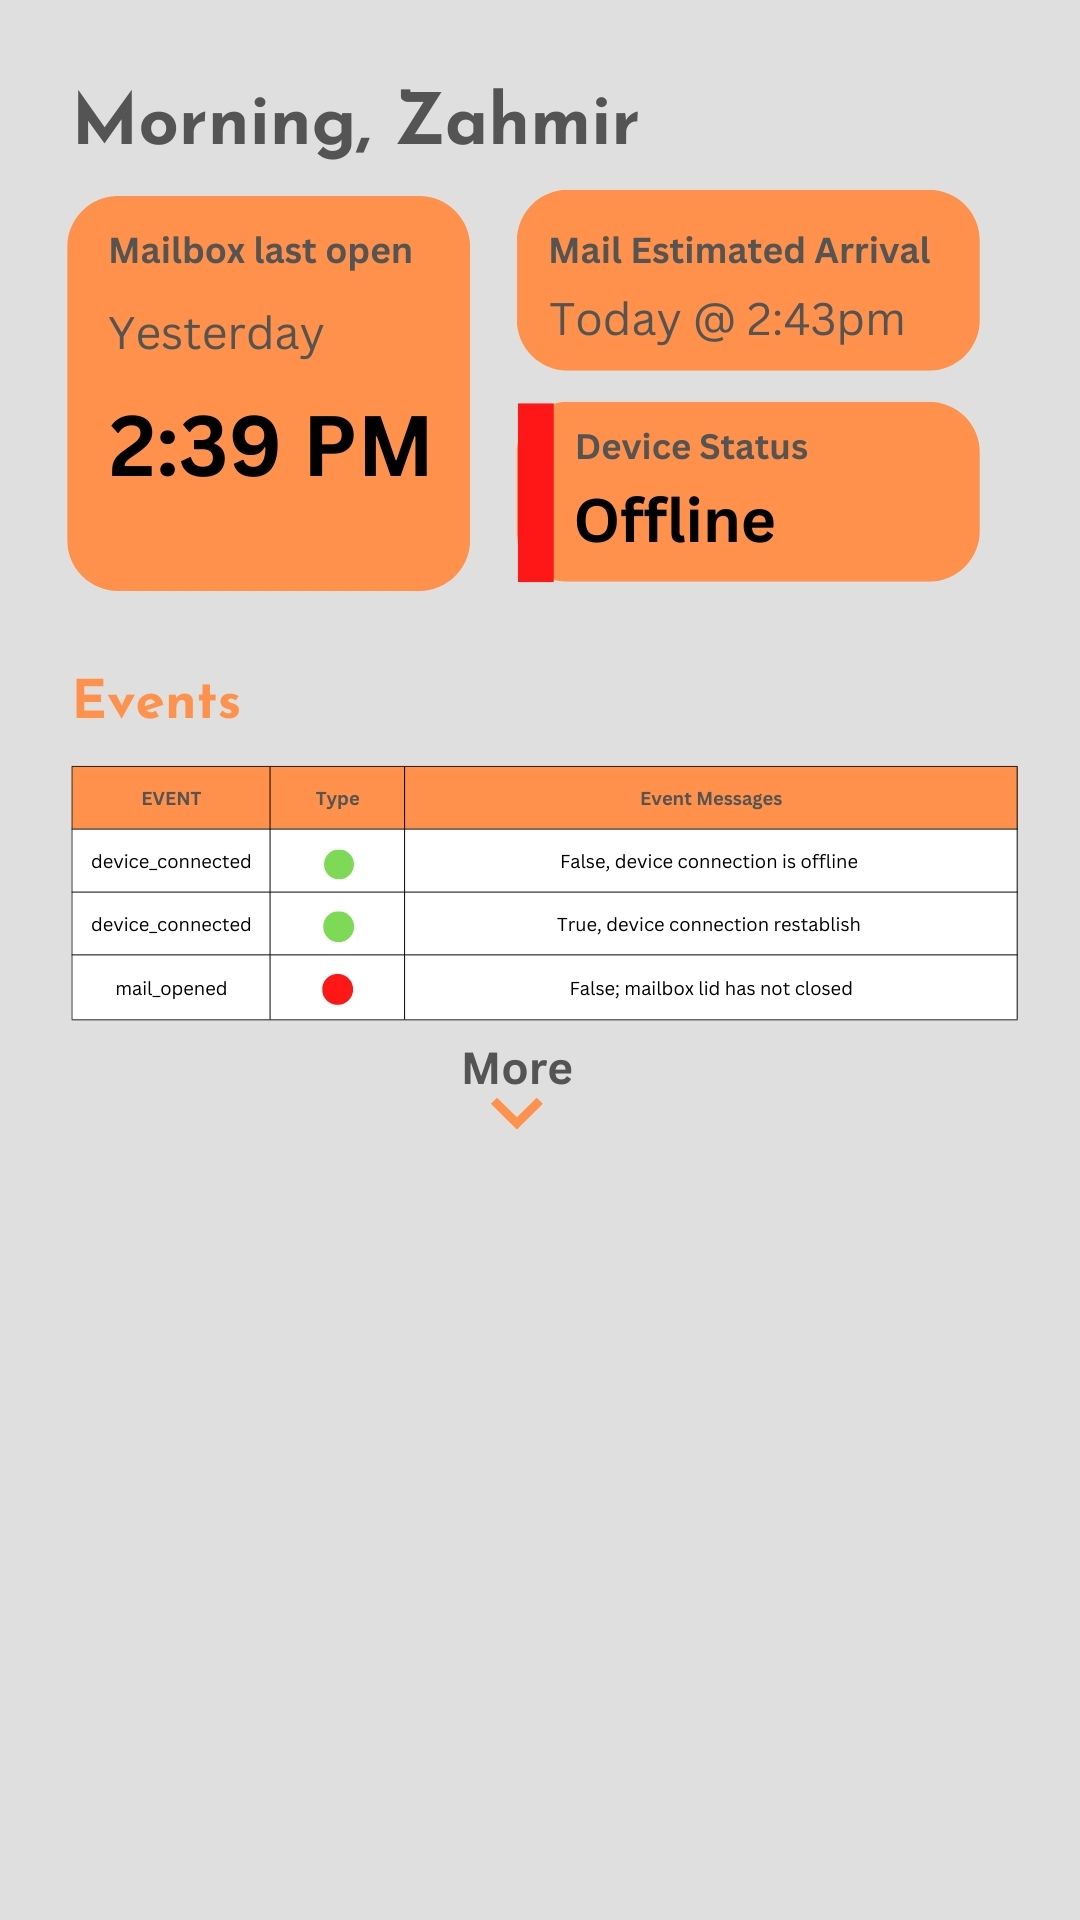 Morning, Zahmir
Mailbox last open
Yesterday
2:39 PM
Mail Estimated Arrival
Today @ 2:43pm
Device Status
Offline
Events
EVENT Type Event Messages
device_connected False, device connection is offline
device_connected True, device connection restablish
mail_opened False; mailbox lid has not closed
More